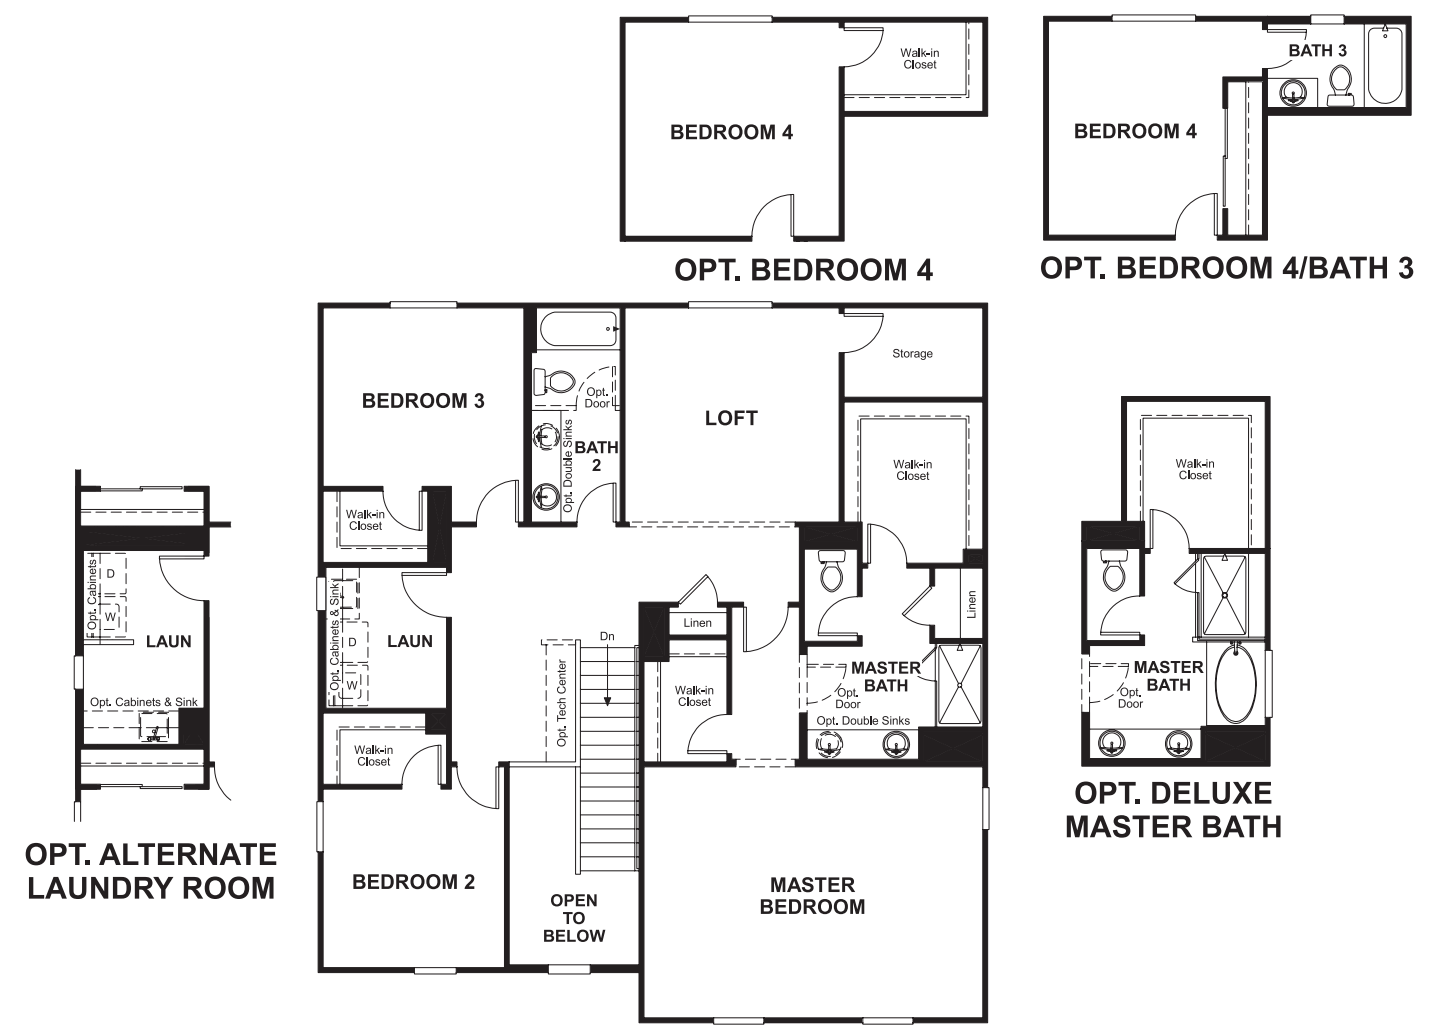 Walk-in
Closet
BEDROOM 4
OPT. BEDROOM 4
BATH 3
BEDROOM 4
OPT. BEDROOM 4/BATH 3
BEDROOM 3
Opt.
Door
Opt. Double Sinks
BATH
2
LOFT
Storage
Walk-in
Closet
Walk-in
Closet
Opt. Cabinets & Sink
D
W
LAUN
Walk-in
Closet
Opt. Tech Center
Dn
Linen
Walk-in
Closet
Linen
MASTER
BATH
Opt.
Door
Opt. Double Sinks
BEDROOM 2
OPEN
TO
BELOW
MASTER
BEDROOM
Opt. Cabinets
D
W
LAUN
Opt. Cabinets & Sink
OPT. ALTERNATE
LAUNDRY ROOM
Walk-in
Closet
MASTER
BATH
Opt.
Door
OPT. DELUXE
MASTER BATH